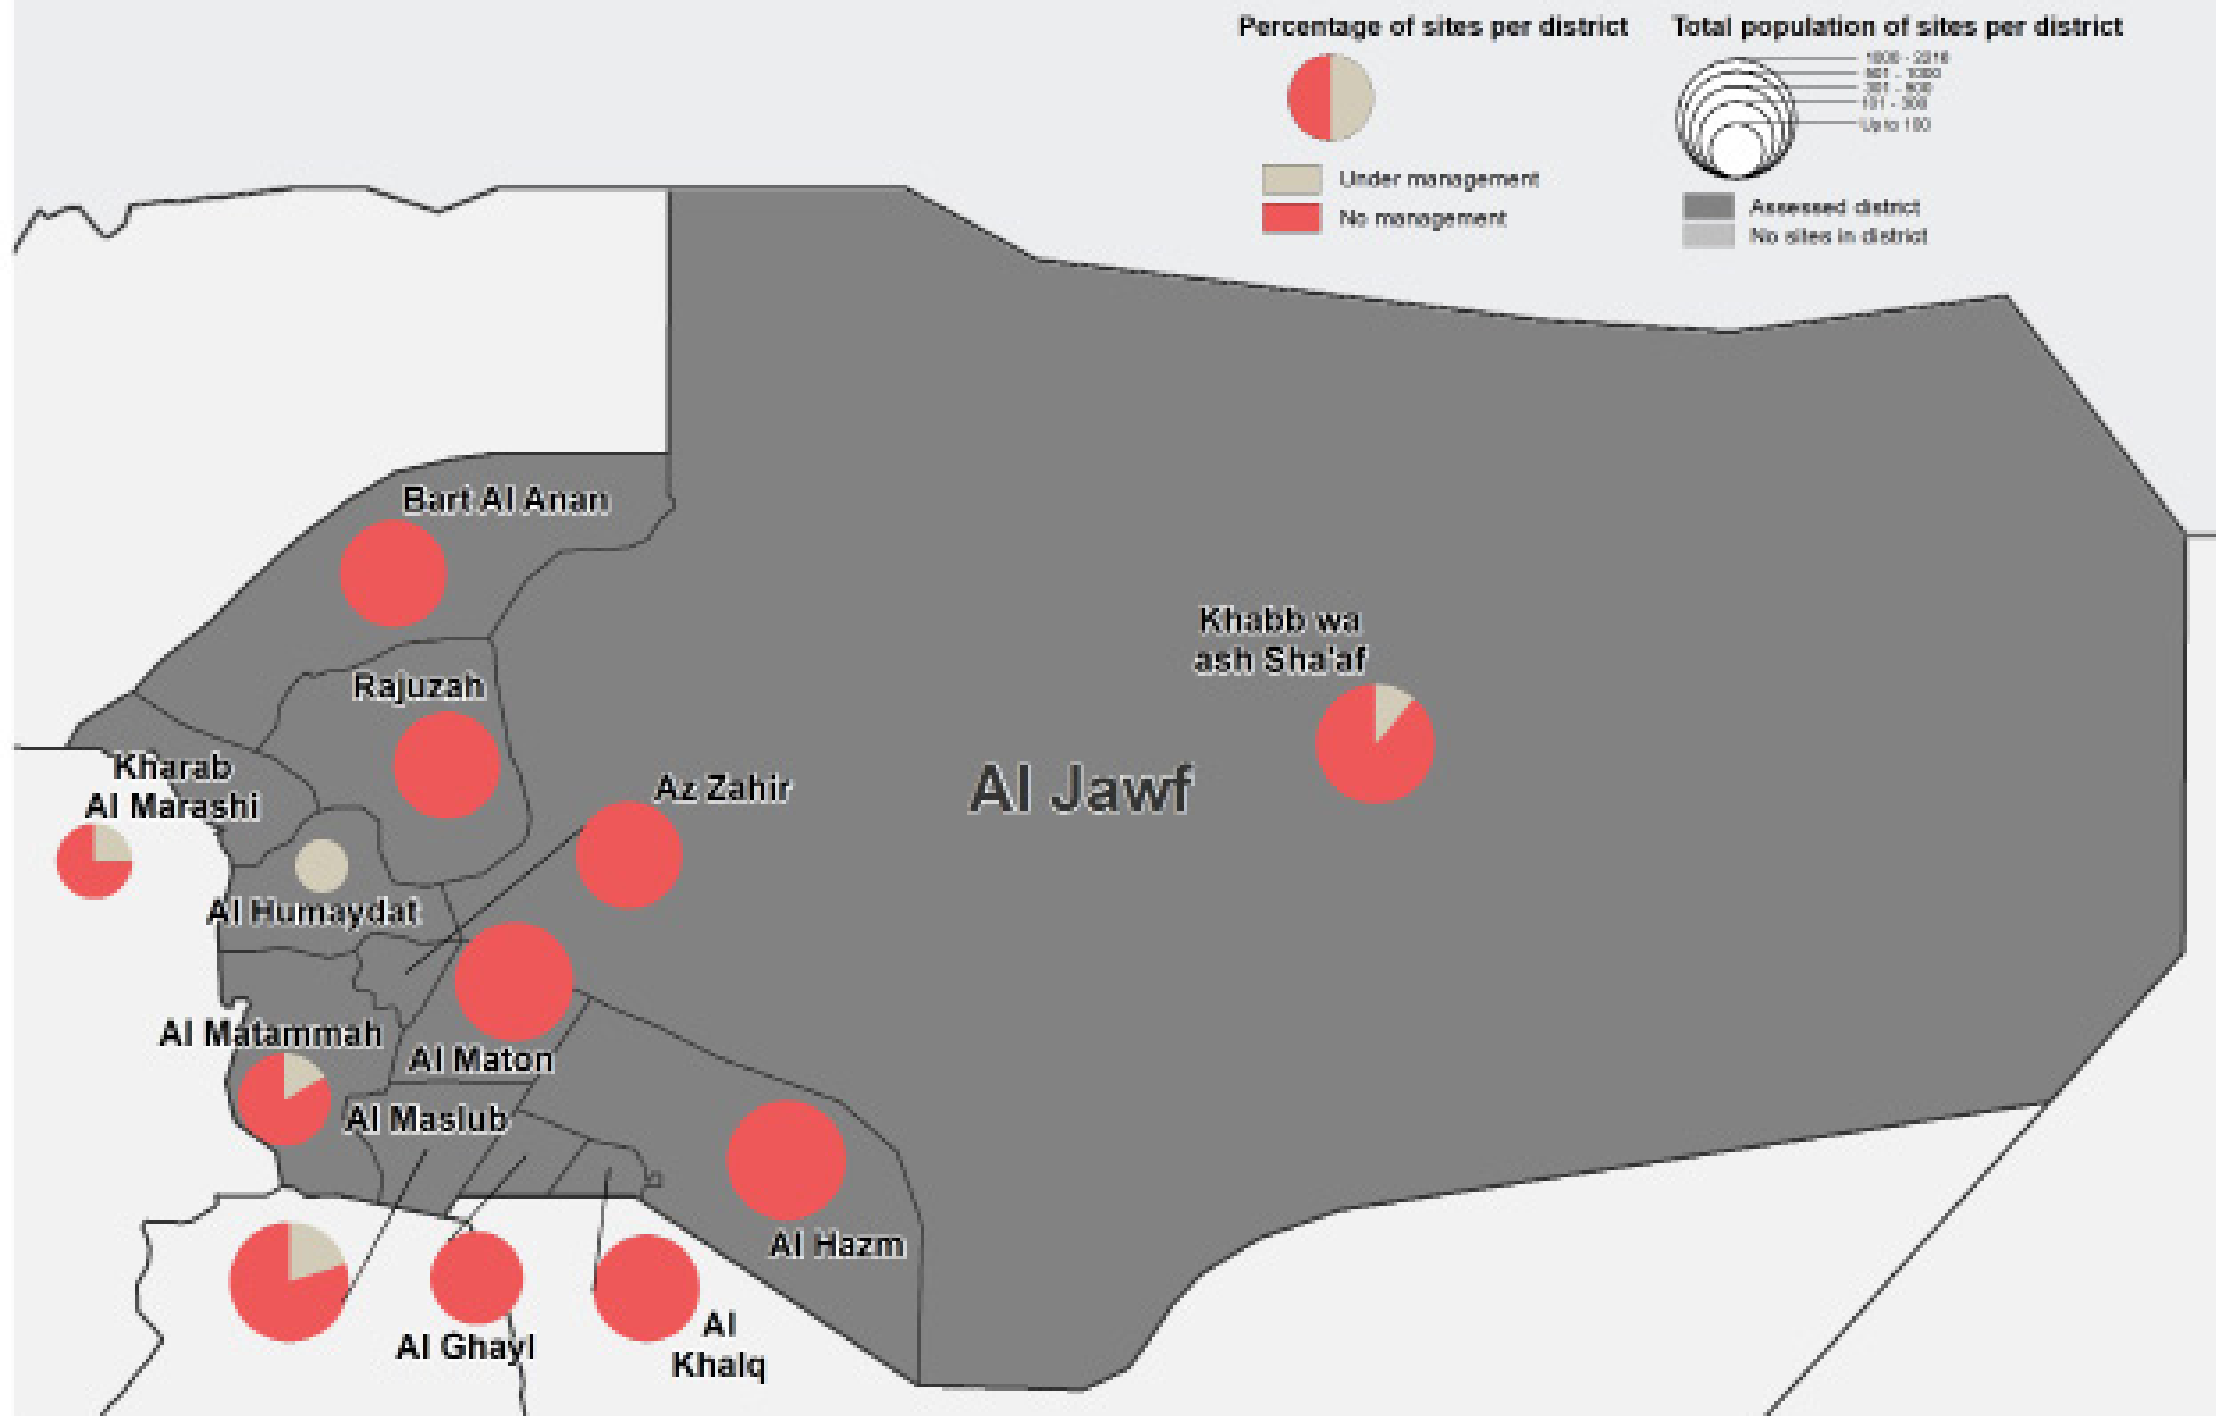 Percentage of sites per district
Total population of sites per district
Up to 100
Under management
No management
Assessed district
No sites in district
Bart Al Anan
Khabb wa
ash Sha'af
Rajuzah
Kharab
Al Marashi
Az Zahir
Al Jawf
Al Humaydat
Al Matammah
Al Maton
Al Maslub
Al Hazm
Al Ghayl
Al
Khalq